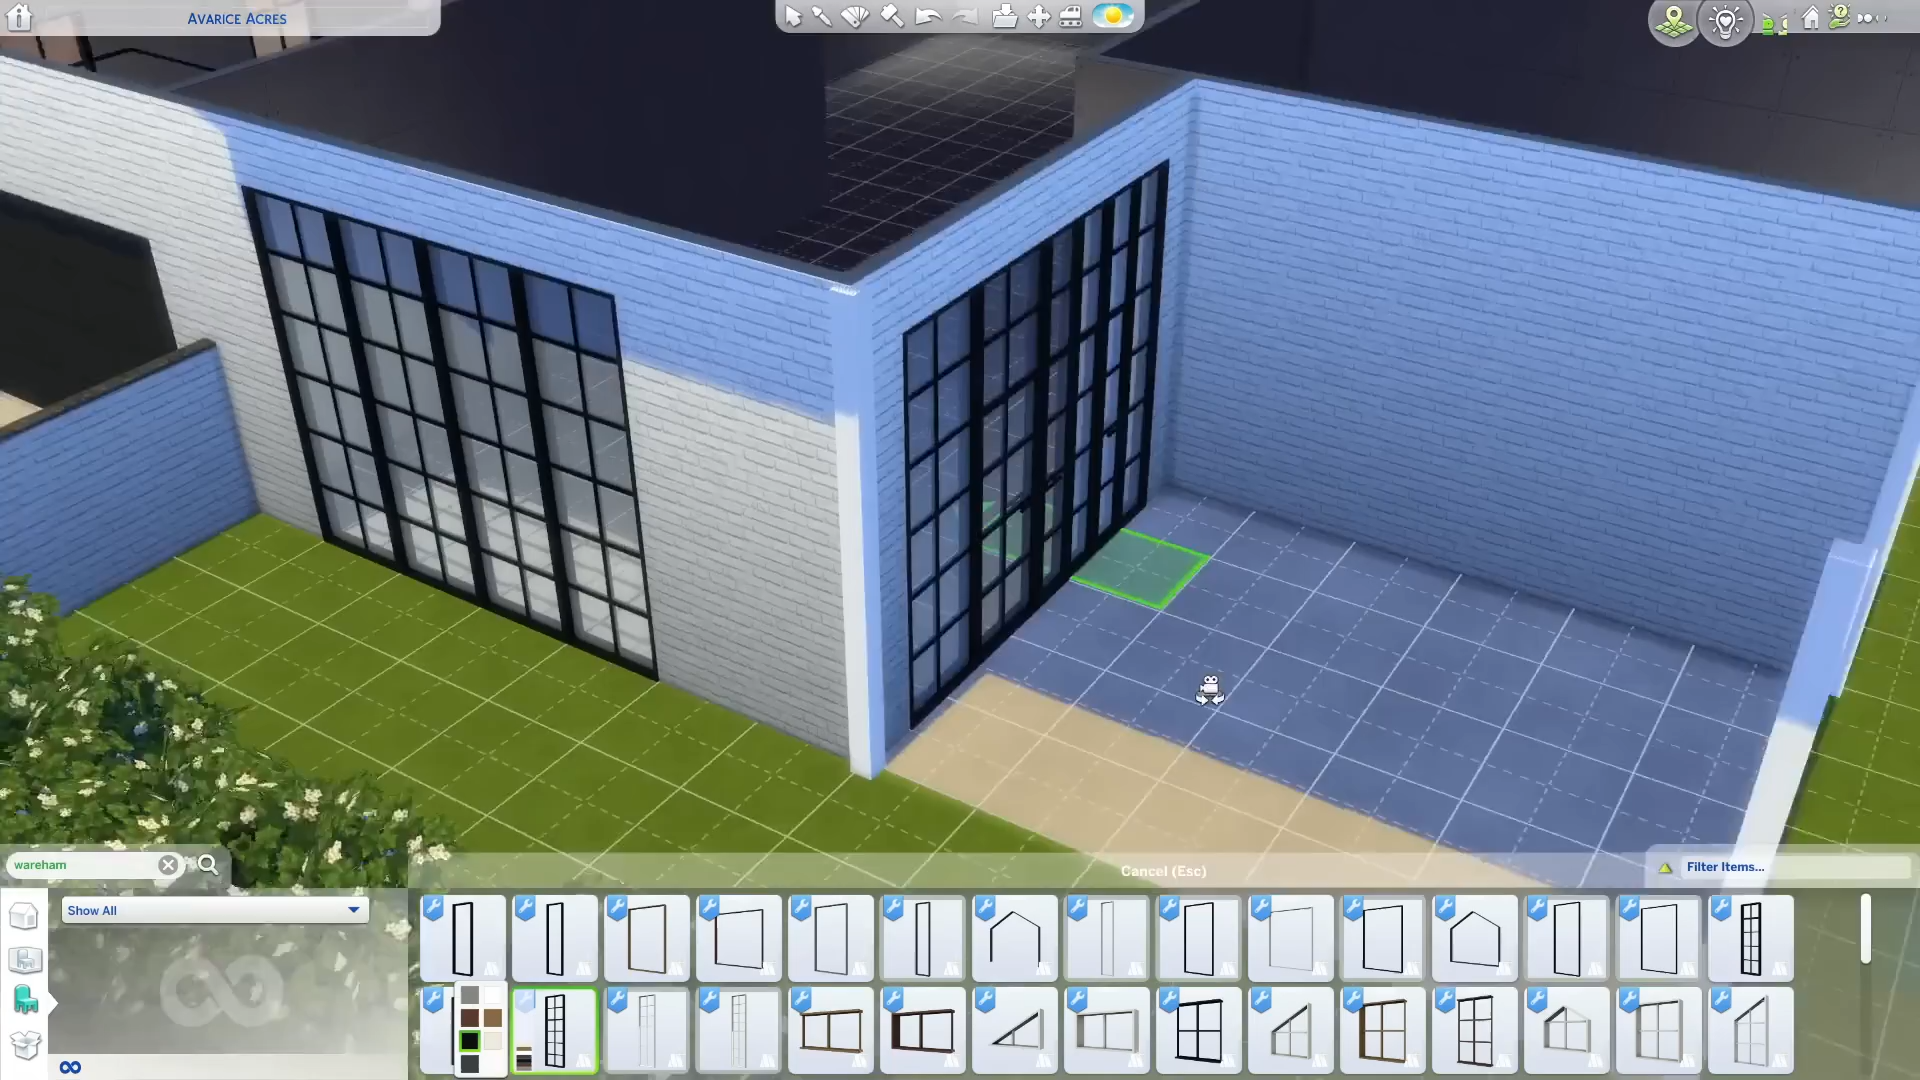 Avarice Acres
wareham
Cancel (Esc)
Filter Items...
Show All